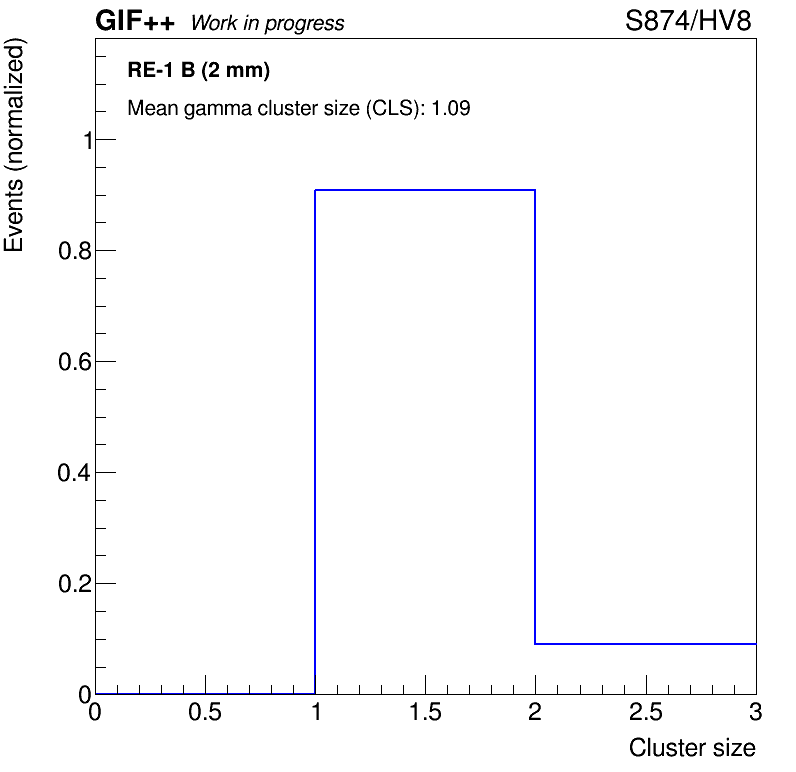 GIF++ Work in progress S874/HV8
RE-1 B (2 mm)
Mean gamma cluster size (CLS): 1.09
Events (normalized)
1
0.8
0.6
0.4
0.2
0
0 0.5 1 1.5 2 2.5 3
Cluster size